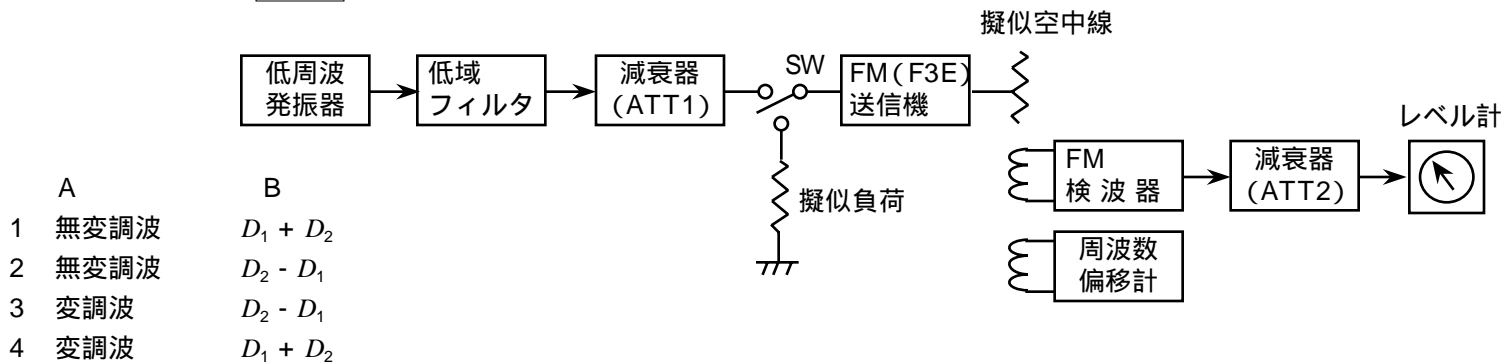 擬似空中線
低周波
発振器
低域
フィルタ
減衰器
(ATT1)
SW
FM(F3E)
送信機
レベル計
FM
検波器
減衰器
(ATT2)
擬似負荷
周波数
偏移計
A B
1 無変調波 D₁ + D₂
2 無変調波 D₂ - D₁
3 変調波 D₂ - D₁
4 変調波 D₁ + D₂